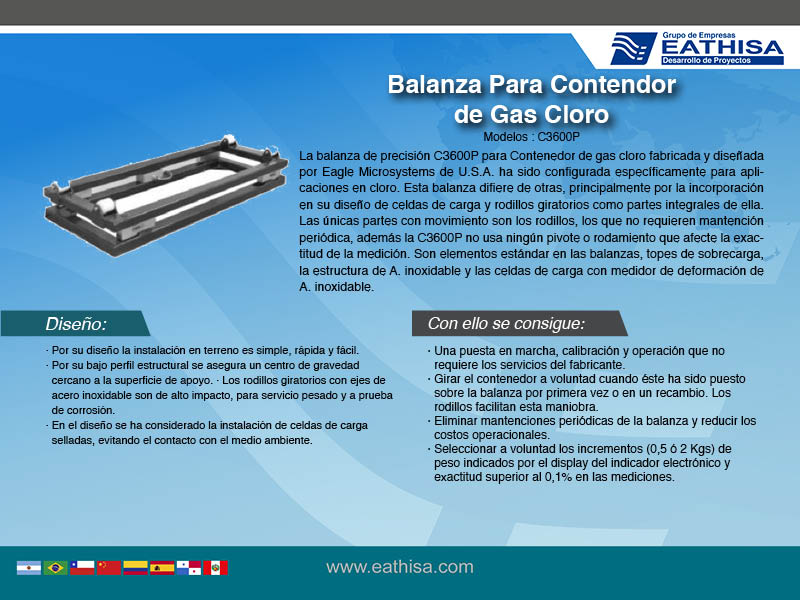 Grupo de Empresas
EATHISA
Desarrollo de Proyectos
Balanza Para Contendor
de Gas Cloro
Modelos : C3600P
La balanza de precisión C3600P para Contenedor de gas cloro fabricada y diseñada
por Eagle Microsystems de U.S.A. ha sido configurada específicamente para apli-
caciones en cloro. Esta balanza difiere de otras, principalmente por la incorporación
en su diseño de celdas de carga y rodillos giratorios como partes integrales de ella.
Las únicas partes con movimiento son los rodillos, los que no requieren mantención
periódica, además la C3600P no usa ningún pivote o rodamiento que afecte la exac-
titud de la medición. Son elementos estándar en las balanzas, topes de sobrecarga,
la estructura de A. inoxidable y las celdas de carga con medidor de deformación de
A. inoxidable.
Diseño:
· Por su diseño la instalación en terreno es simple, rápida y fácil.
· Por su bajo perfil estructural se asegura un centro de gravedad
cercano a la superficie de apoyo. · Los rodillos giratorios con ejes de
acero inoxidable son de alto impacto, para servicio pesado y a prueba
de corrosión.
· En el diseño se ha considerado la instalación de celdas de carga
selladas, evitando el contacto con el medio ambiente.
Con ello se consigue:
· Una puesta en marcha, calibración y operación que no
requiere los servicios del fabricante.
· Girar el contenedor a voluntad cuando éste ha sido puesto
sobre la balanza por primera vez o en un recambio. Los
rodillos facilitan esta maniobra.
· Eliminar mantenciones periódicas de la balanza y reducir los
costos operacionales.
· Seleccionar a voluntad los incrementos (0,5 ó 2 Kgs) de
peso indicados por el display del indicador electrónico y
exactitud superior al 0,1% en las mediciones.
www.eathisa.com